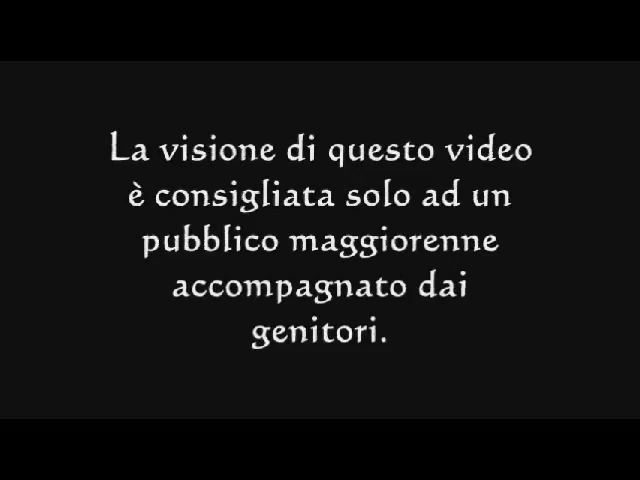 La visione di questo video
è consigliata solo ad un
pubblico maggiorenne
accompagnato dai
genitori.